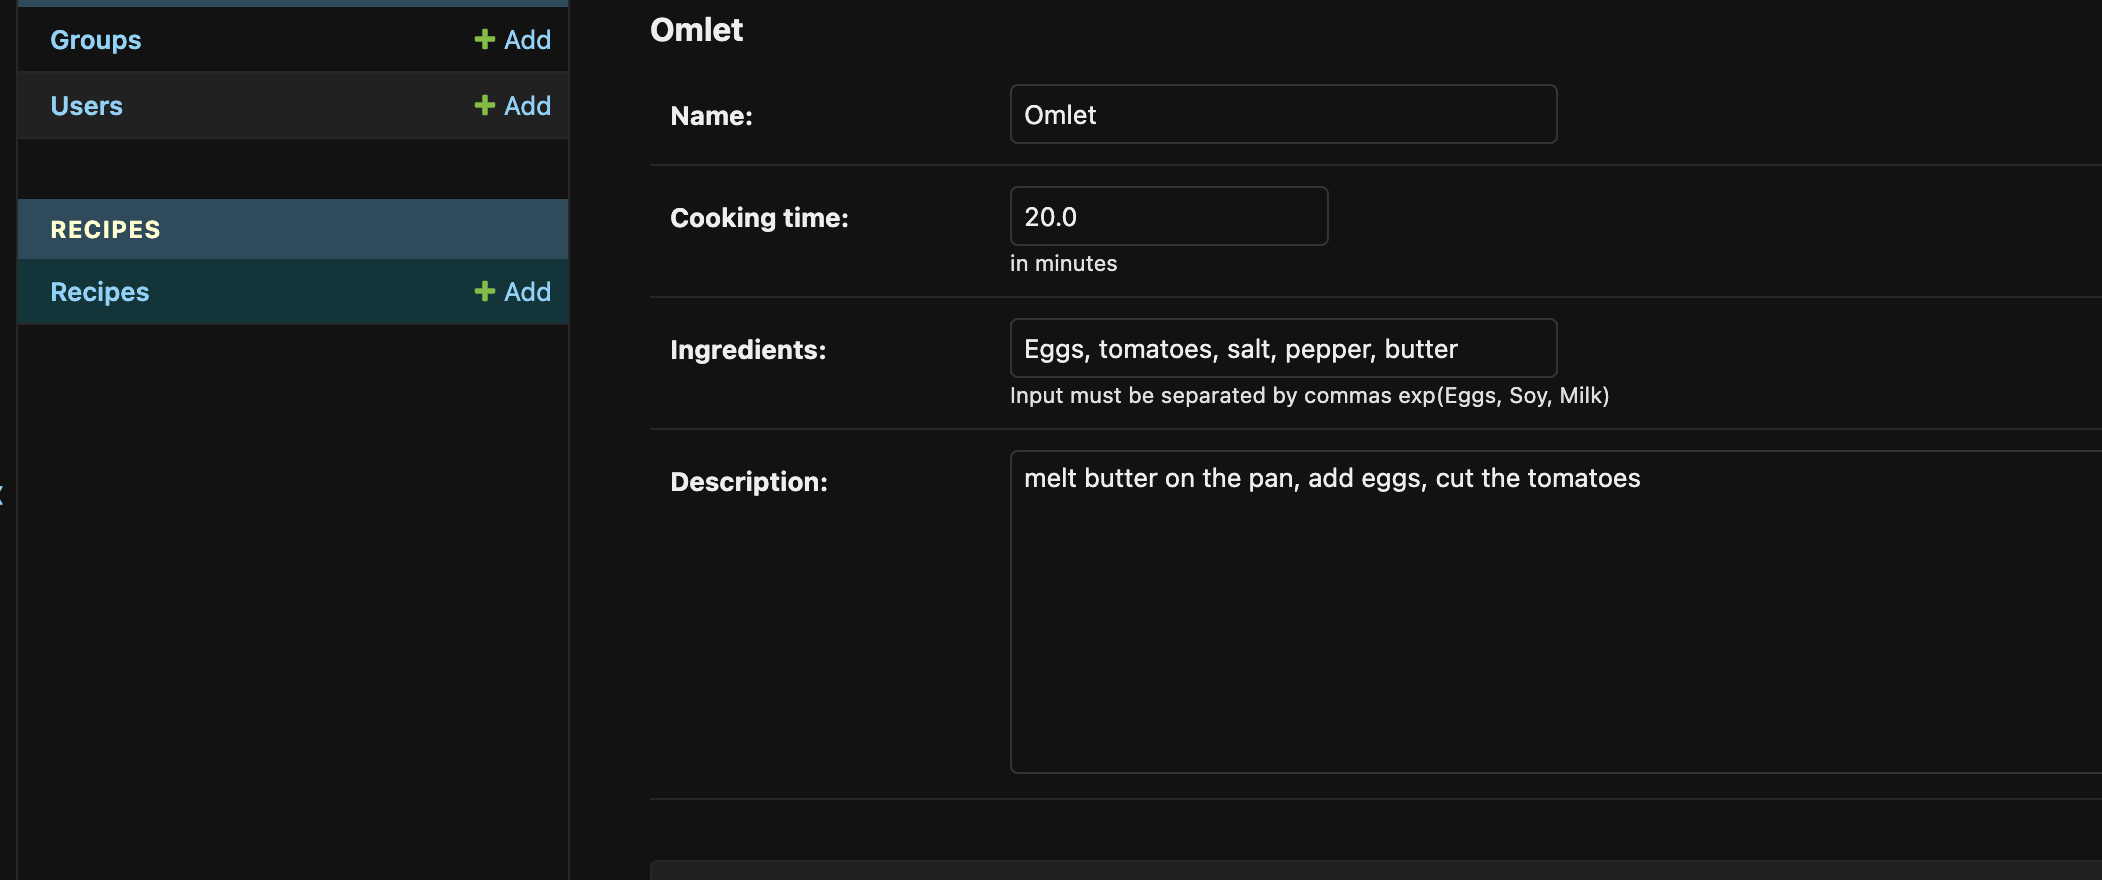 Groups + Add
Users + Add
RECIPES
Recipes + Add
Omlet
Name: Omlet
Cooking time: 20.0
in minutes
Ingredients: Eggs, tomatoes, salt, pepper, butter
Input must be separated by commas exp(Eggs, Soy, Milk)
Description: melt butter on the pan, add eggs, cut the tomatoes